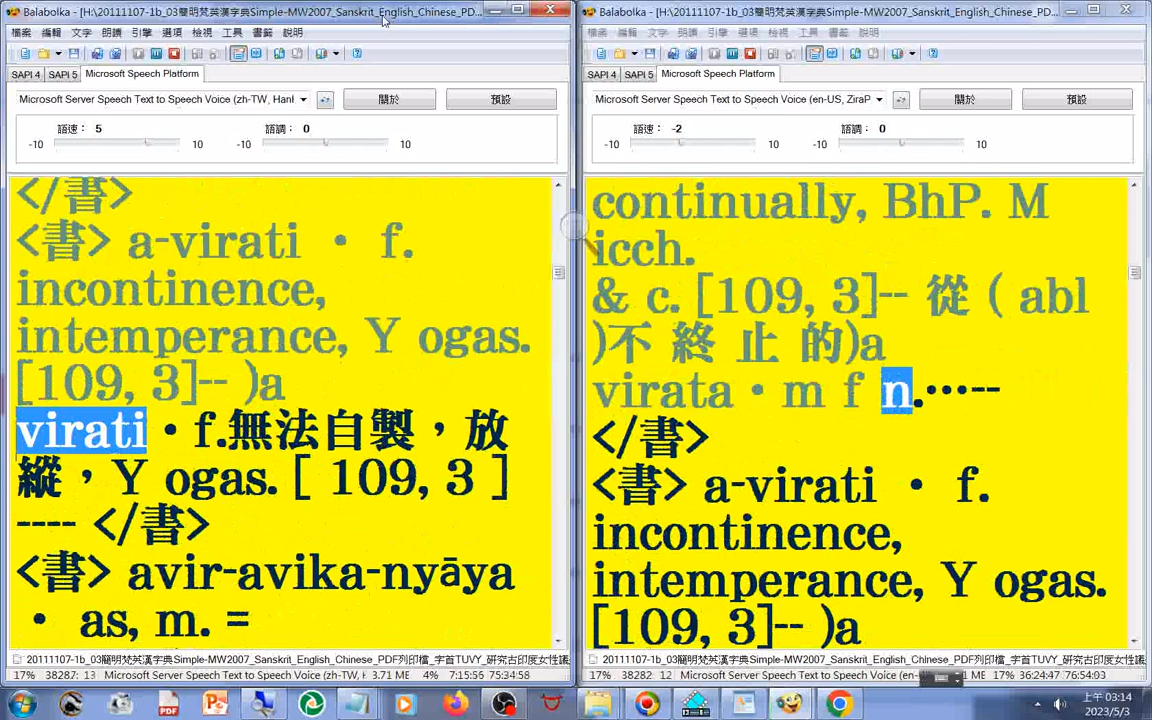 Balabolka - [H:\20111107-1b_03簡明梵英漢字典Simple-MW2007_Sanskrit_English_Chinese_PD...
檔案 編輯 文字 朗讀 引擎 選項 檢視 工具 書籤 說明
SAPI 4 SAPI 5 Microsoft Speech Platform
Microsoft Server Speech Text to Speech Voice (zh-TW, Hanl
關於
預設
語速： 5
語調： 0
-10 10 -10 10
</書>
<書> a-virati • f.
incontinence,
intemperance, Y ogas.
[109, 3]-- )a
virati・f.無法自製，放
縱，Y ogas. [ 109, 3 ]
---- </書>
<書> avir-avika-nyāya
• as, m. =
20111107-1b_03簡明梵英漢字典Simple-MW2007_Sanskrit_English_Chinese_PDF列印檔_字首TUVY_研究古印度女性議
17% 38287: 13 Microsoft Server Speech Text to Speech Voice (zh-TW, H 3.71 ME 4% 7:15:56 75:34:58
Balabolka - [H:\20111107-1b_03簡明梵英漢字典Simple-MW2007_Sanskrit_English_Chinese_PD...
檔案 編輯 文字 朗讀 引擎 選項 檢視 工具 書籤 說明
SAPI 4 SAPI 5 Microsoft Speech Platform
Microsoft Server Speech Text to Speech Voice (en-US, ZiraP
關於
預設
語速： -2
語調： 0
-10 10 -10 10
continually, BhP. M
icch.
& c. [109, 3]-- 從 ( abl
)不 終 止 的)a
virata・m f n.・・・--
</書>
<書> a-virati • f.
incontinence,
intemperance, Y ogas.
[109, 3]-- )a
20111107-1b_03簡明梵英漢字典Simple-MW2007_Sanskrit_English_Chinese_PDF列印檔_字首TUVY_研究古印度女性議
17% 38282: 12 Microsoft Server Speech Text to Speech Voice (en-U 17% 36:24:47 76:54:03
PDF
上午 03:14
2023/5/3